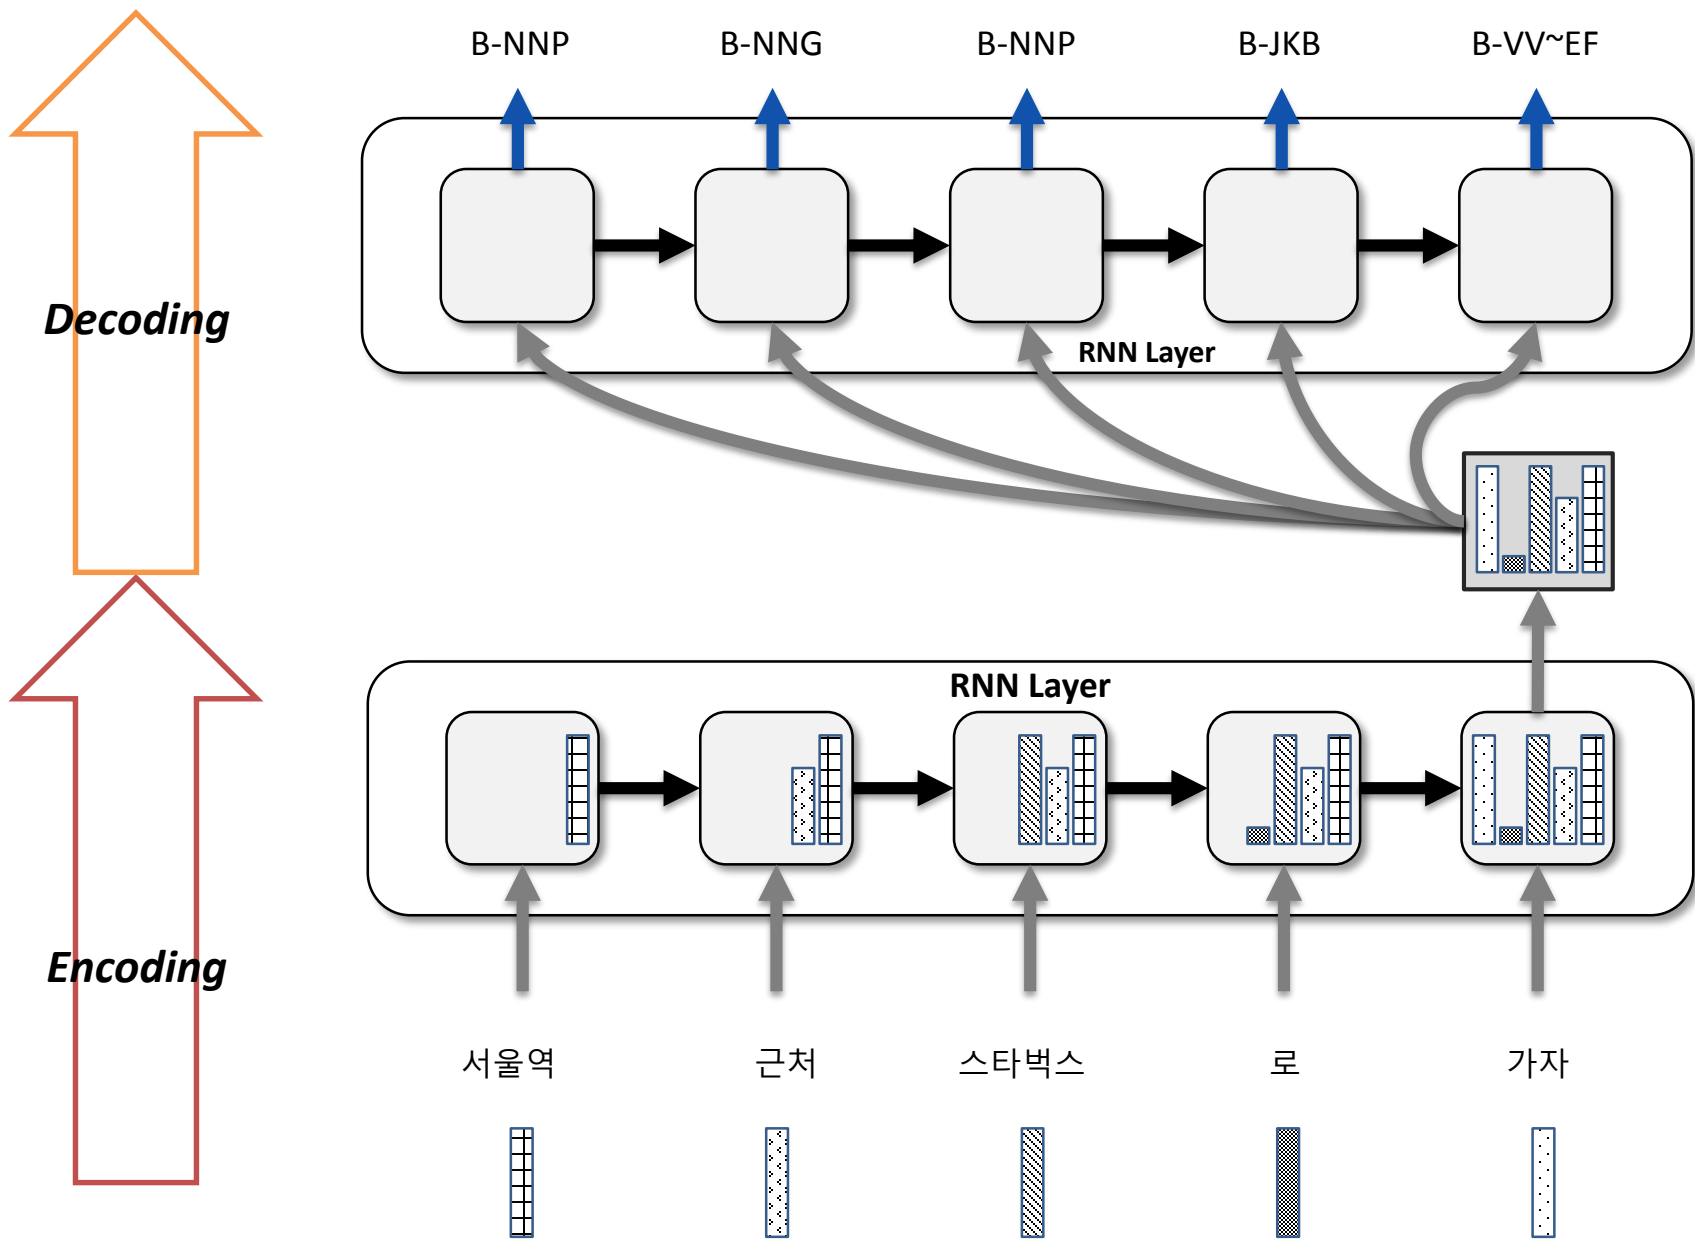 B-NNP B-NNG B-NNP B-JKB B-VV~EF
Decoding
RNN Layer
RNN Layer
Encoding
서울역 근처 스타벅스 로 가자